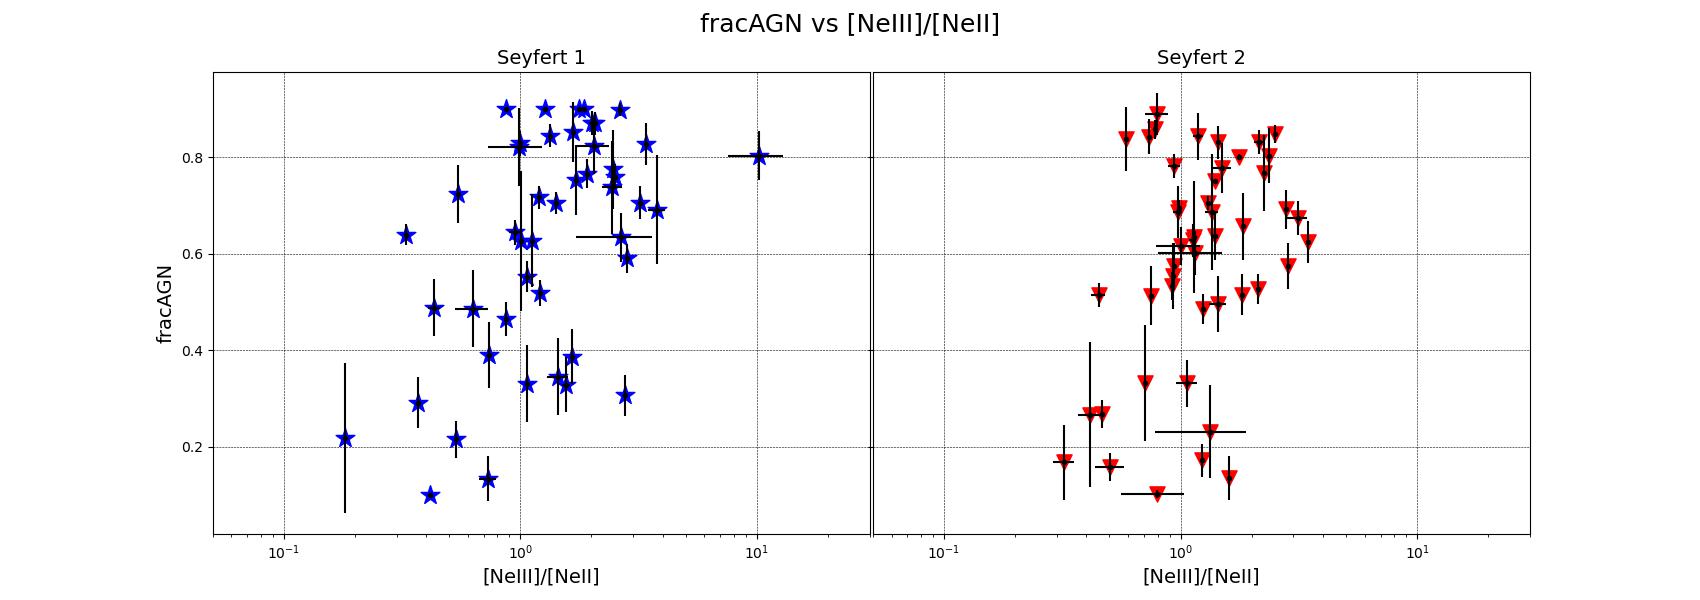 fracAGN vs [NeIII]/[NeII]
Seyfert 1
Seyfert 2
fracAGN
0.8
0.6
0.4
0.2
10⁻¹
10⁰
10¹
10⁻¹
10⁰
10¹
[NeIII]/[NeII]
[NeIII]/[NeII]